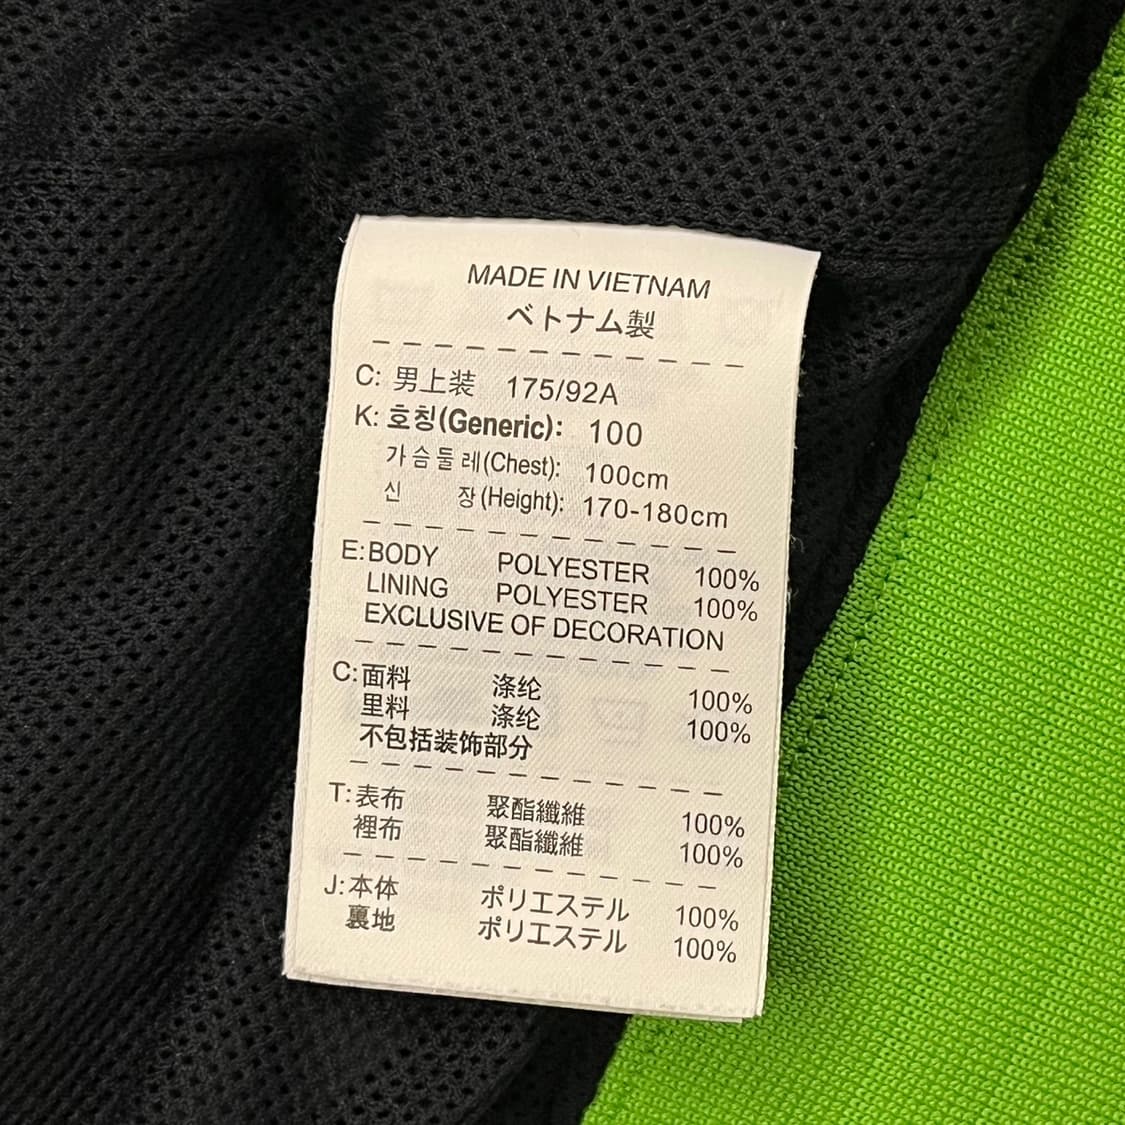 MADE IN VIETNAM
ベトナム製
C: 男上装 175/92A
K: 호칭(Generic): 100
가슴둘레(Chest): 100cm
신 장(Height): 170-180cm
E:BODY POLYESTER 100%
LINING POLYESTER 100%
EXCLUSIVE OF DECORATION
C:面料 涤纶 100%
里料 涤纶 100%
不包括装饰部分
T:表布 聚酯纖維 100%
裡布 聚酯纖維 100%
J:本体 ポリエステル 100%
裏地 ポリエステル 100%